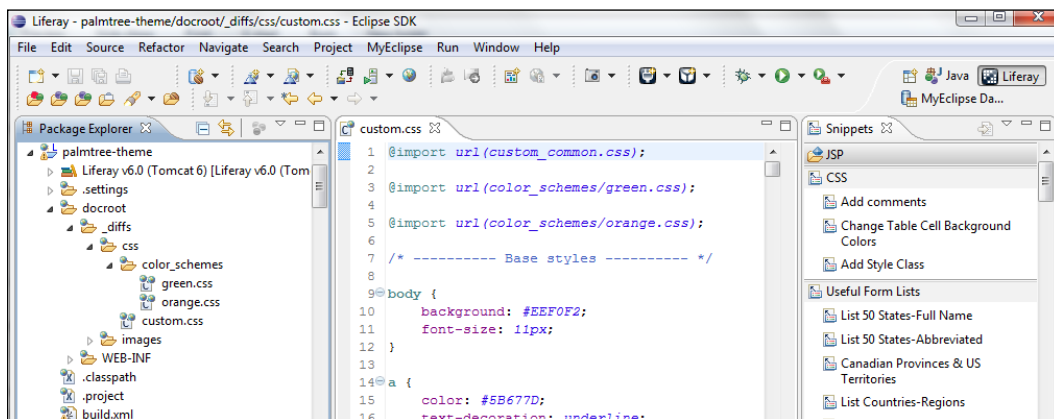 Liferay - palmtree-theme/docroot/_diffs/css/custom.css - Eclipse SDK
File Edit Source Refactor Navigate Search Project MyEclipse Run Window Help
Java Liferay
MyEclipse Da...
Package Explorer
palmtree-theme
Liferay v6.0 (Tomcat 6) [Liferay v6.0 (Tom
.settings
docroot
_diffs
css
color_schemes
green.css
orange.css
custom.css
images
WEB-INF
.classpath
.project
build.xml
custom.css
1 @import url(custom_common.css);
2
3 @import url(color_schemes/green.css);
4
5 @import url(color_schemes/orange.css);
6
7 /* ---------- Base styles ---------- */
8
9 body {
10 background: #EEF0F2;
11 font-size: 11px;
12 }
13
14 a {
15 color: #5B677D;
16 text-decoration: underline;
Snippets
JSP
CSS
Add comments
Change Table Cell Background
Colors
Add Style Class
Useful Form Lists
List 50 States-Full Name
List 50 States-Abbreviated
Canadian Provinces & US
Territories
List Countries-Regions